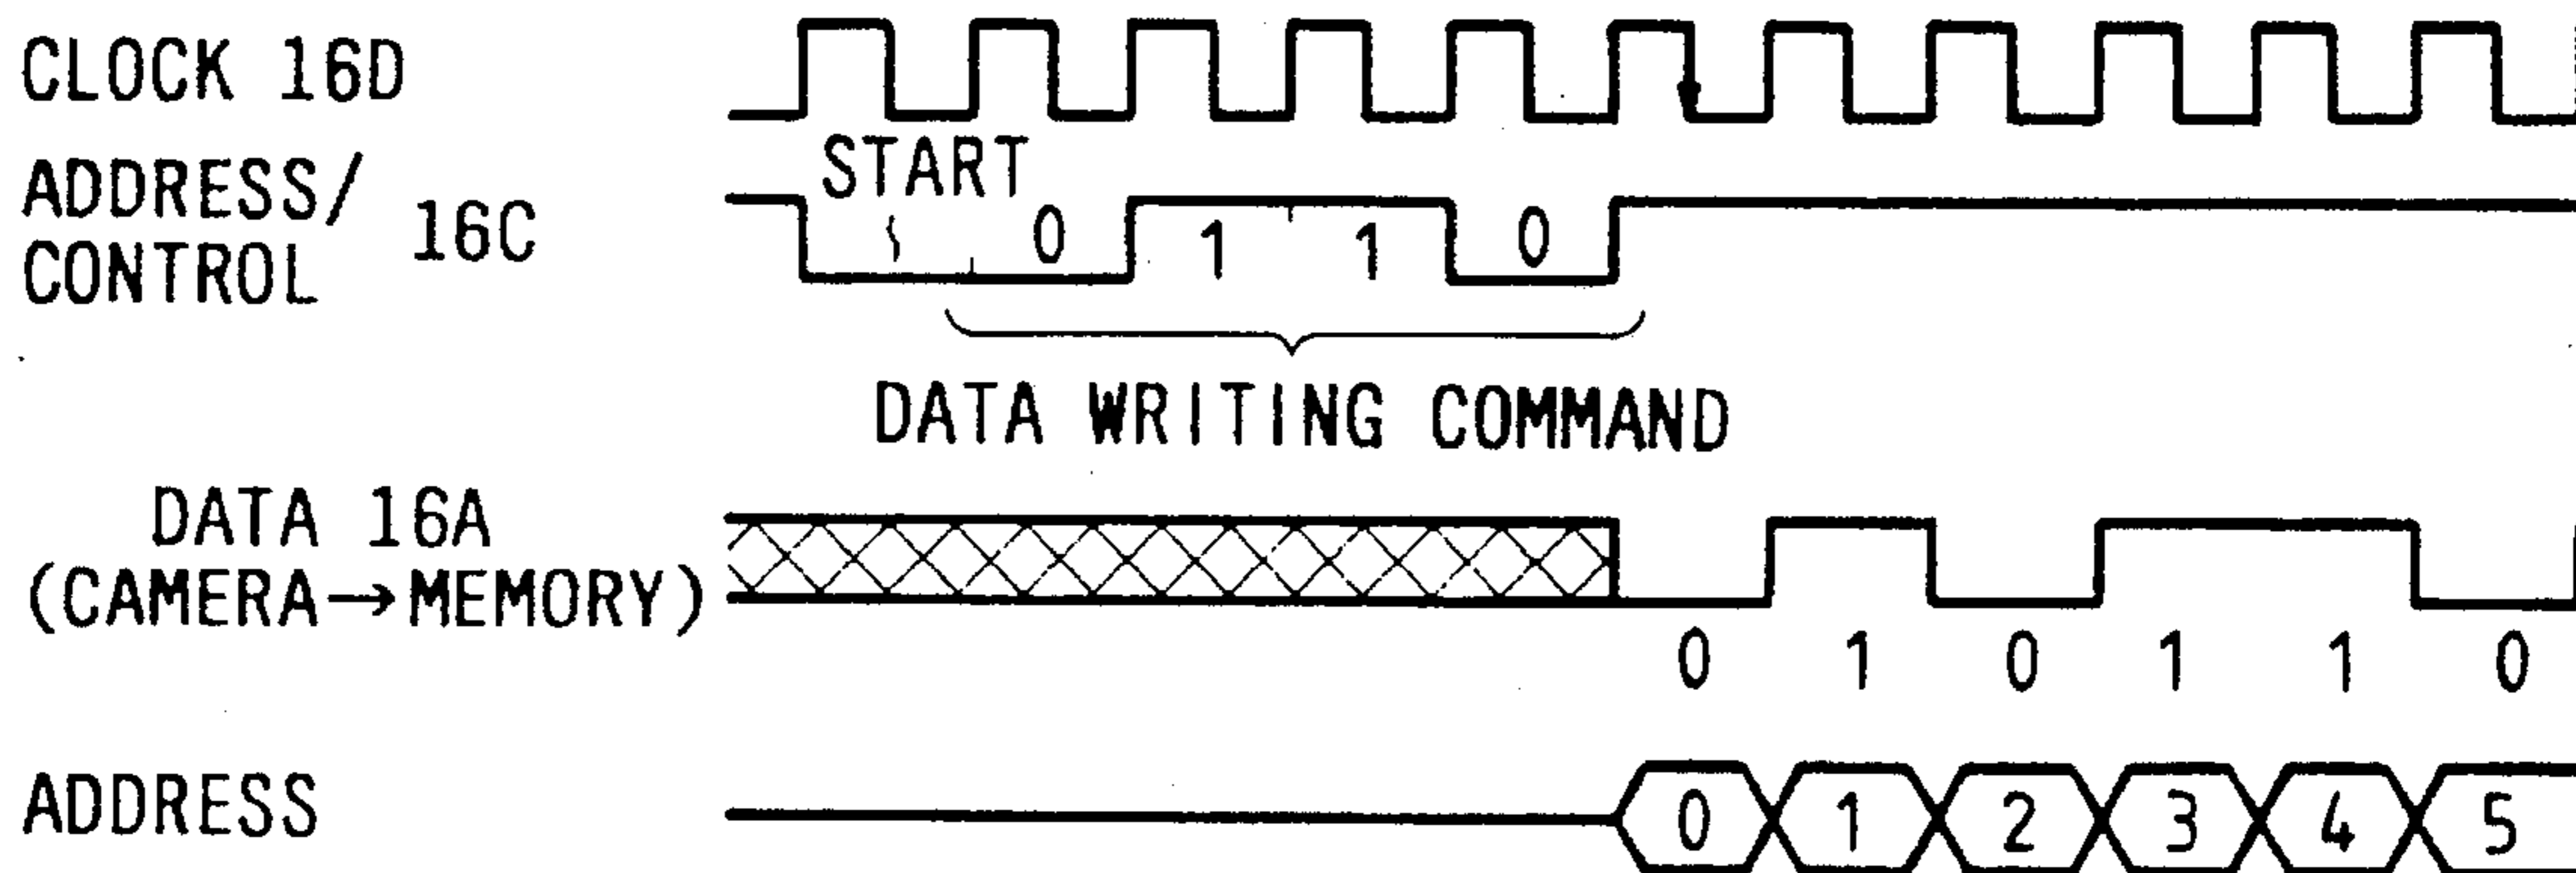 CLOCK 16D
START
ADDRESS/
CONTROL 16C
0 1 1 0
DATA WRITING COMMAND
DATA 16A
(CAMERA→MEMORY)
0 1 0 1 1 0
ADDRESS
0 1 2 3 4 5